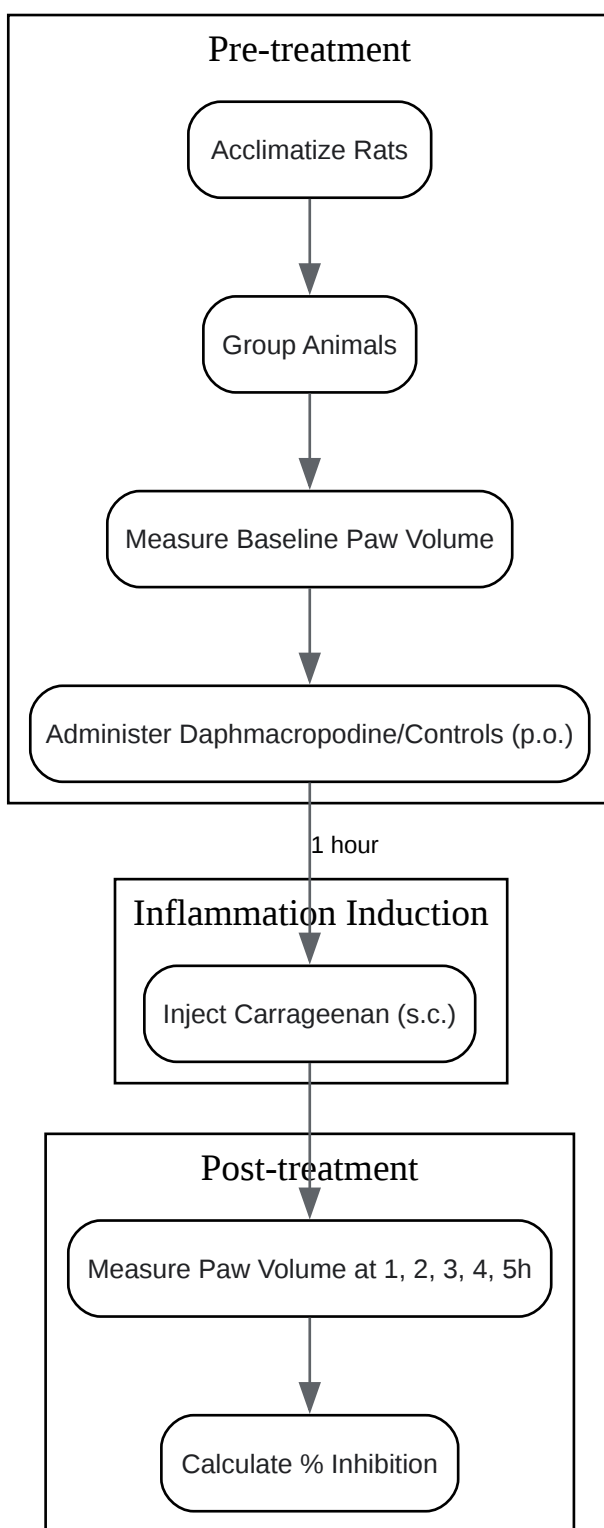 Pre-treatment
Acclimatize Rats
Group Animals
Measure Baseline Paw Volume
Administer Daphmacropodine/Controls (p.o.)
1 hour
Inflammation Induction
Inject Carrageenan (s.c.)
Post-treatment
Measure Paw Volume at 1, 2, 3, 4, 5h
Calculate % Inhibition